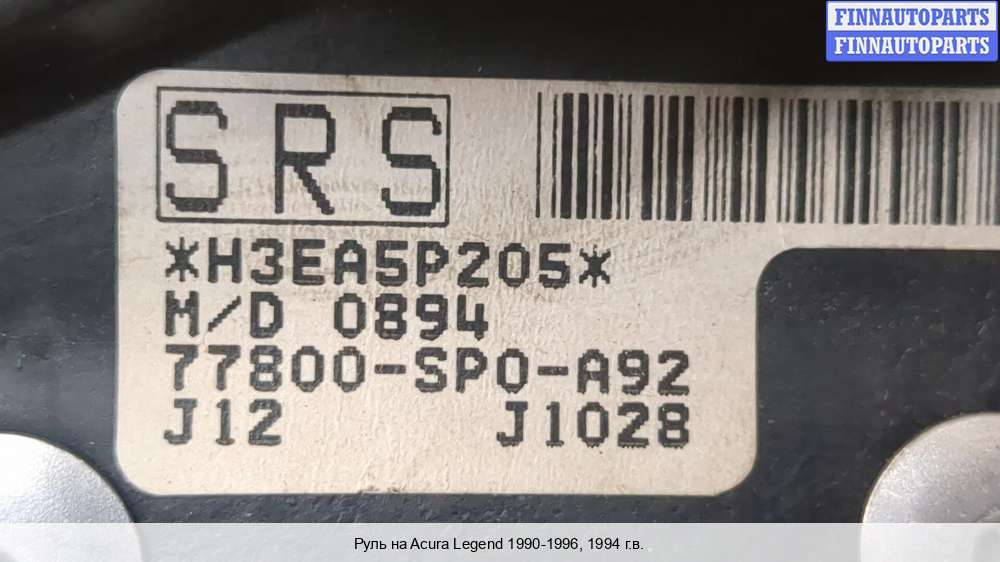 FINNAUTOPARTS
FINNAUTOPARTS
SRS
*H3EA5P205*
M/D 0894
77800-SP0-A92
J12 J1028
Руль на Acura Legend 1990-1996, 1994 г.в.